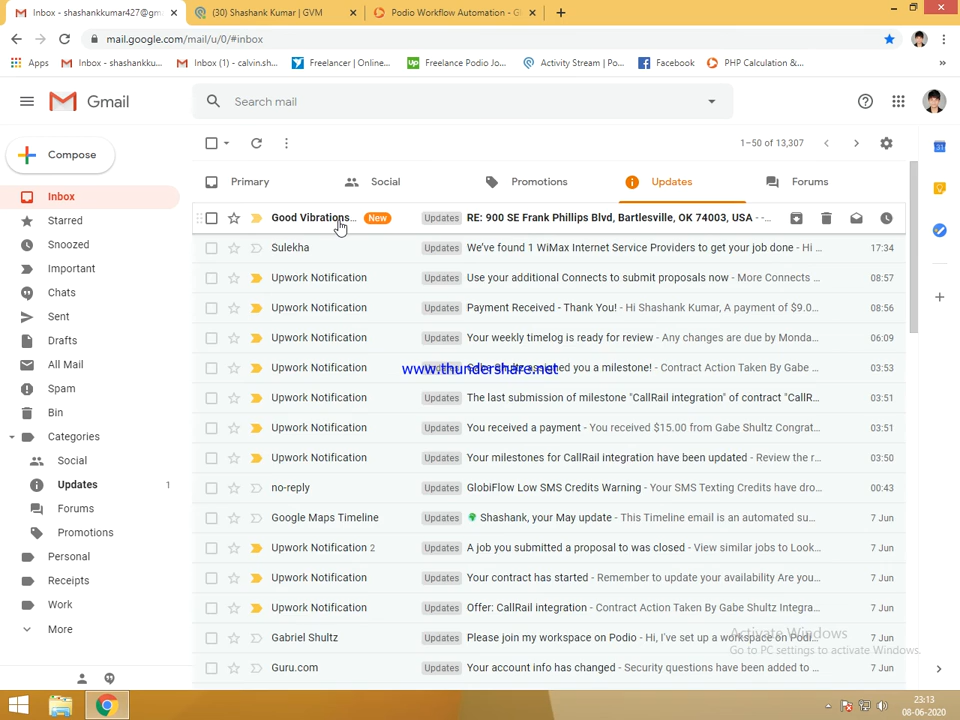 Inbox - shashankkumar427@gm
(30) Shashank Kumar | GVM
Podio Workflow Automation - G
mail.google.com/mail/u/0/#inbox
Apps
Inbox - shashankku...
Inbox (1) - calvin.sh...
Freelancer | Online...
Freelance Podio Jo...
Activity Stream | Po...
Facebook
PHP Calculation &...
Gmail
Search mail
Compose
1–50 of 13,307
Inbox
Starred
Snoozed
Important
Chats
Sent
Drafts
All Mail
Spam
Bin
Categories
Social
Updates 1
Forums
Promotions
Personal
Receipts
Work
More
Primary
Social
Promotions
Updates
Forums
Good Vibrations... New Updates RE: 900 SE Frank Phillips Blvd, Bartlesville, OK 74003, USA - -...
Sulekha Updates We've found 1 WiMax Internet Service Providers to get your job done - Hi ... 17:34
Upwork Notification Updates Use your additional Connects to submit proposals now - More Connects ... 08:57
Upwork Notification Updates Payment Received - Thank You! - Hi Shashank Kumar, A payment of $9.0... 08:56
Upwork Notification Updates Your weekly timelog is ready for review - Any changes are due by Monda... 06:09
Upwork Notification Updates Gabe Shultz assigned you a milestone! - Contract Action Taken By Gabe ... 03:53
www.thundershare.net
Upwork Notification Updates The last submission of milestone "CallRail integration" of contract "CallR... 03:51
Upwork Notification Updates You received a payment - You received $15.00 from Gabe Shultz Congrat... 03:51
Upwork Notification Updates Your milestones for CallRail integration have been updated - Review the r... 03:50
no-reply Updates GlobiFlow Low SMS Credits Warning - Your SMS Texting Credits have dro... 00:43
Google Maps Timeline Updates Shashank, your May update - This Timeline email is an automated su... 7 Jun
Upwork Notification 2 Updates A job you submitted a proposal to was closed - View similar jobs to Look... 7 Jun
Upwork Notification Updates Your contract has started - Remember to update your availability Are you... 7 Jun
Upwork Notification Updates Offer: CallRail integration - Contract Action Taken By Gabe Shultz Integra... 7 Jun
Gabriel Shultz Updates Please join my workspace on Podio - Hi, I've set up a workspace on Podi... 7 Jun
Guru.com Updates Your account info has changed - Security questions have been added to ... 7 Jun
Activate Windows
Go to PC settings to activate Windows.
31
23:13
08-06-2020